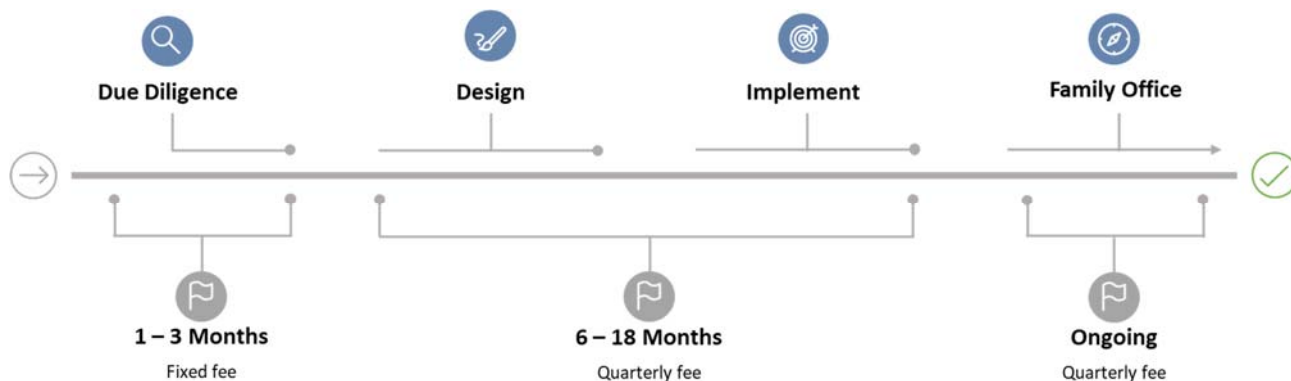 Due Diligence
Design
Implement
Family Office
1 – 3 Months
6 – 18 Months
Ongoing
Fixed fee
Quarterly fee
Quarterly fee